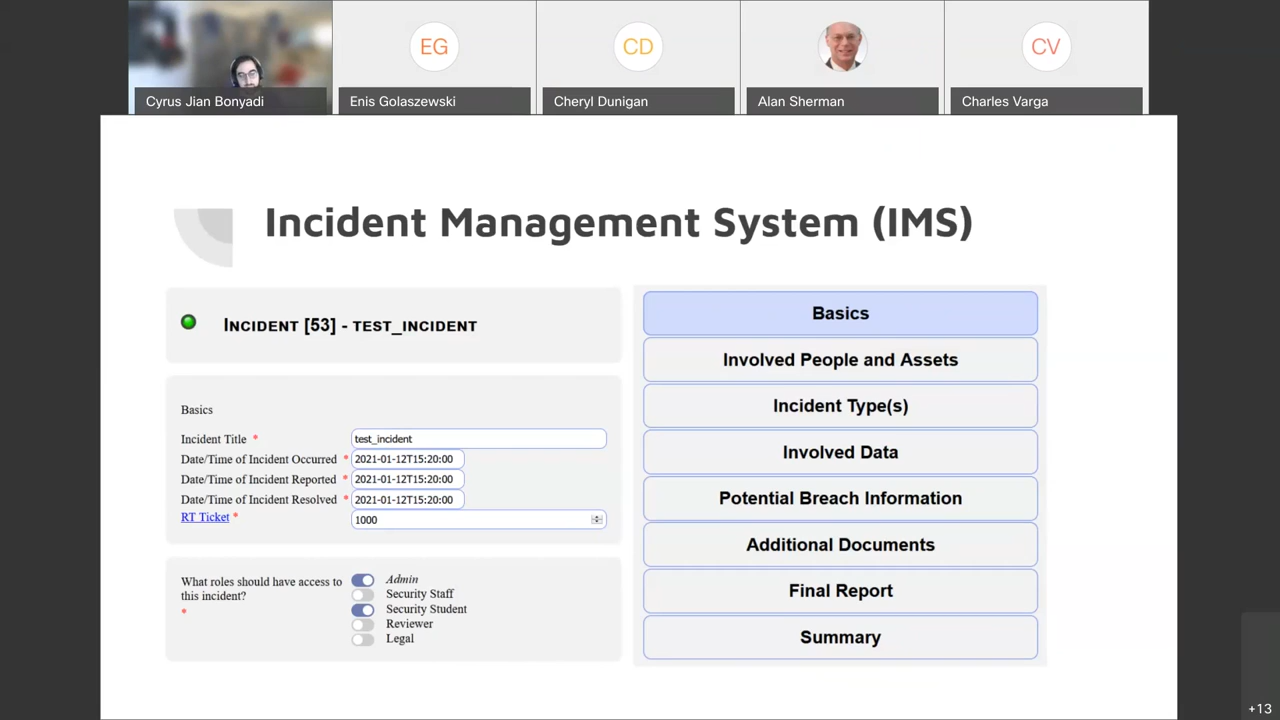 EG
CD
CV
Cyrus Jian Bonyadi
Enis Golaszewski
Cheryl Dunigan
Alan Sherman
Charles Varga
Incident Management System (IMS)
INCIDENT [53] - TEST_INCIDENT
Basics
Incident Title * test_incident
Date/Time of Incident Occurred * 2021-01-12T15:20:00
Date/Time of Incident Reported * 2021-01-12T15:20:00
Date/Time of Incident Resolved * 2021-01-12T15:20:00
RT Ticket * 1000
What roles should have access to
this incident?
*
Admin
Security Staff
Security Student
Reviewer
Legal
Basics
Involved People and Assets
Incident Type(s)
Involved Data
Potential Breach Information
Additional Documents
Final Report
Summary
+13